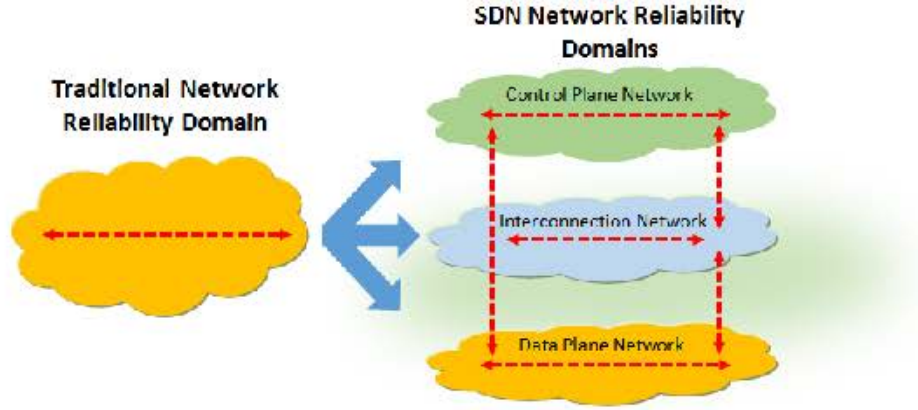 SDN Network Reliability
Domains
Traditional Network
Reliability Domain
Control Plane Network
Interconnection Network
Data Plane Network